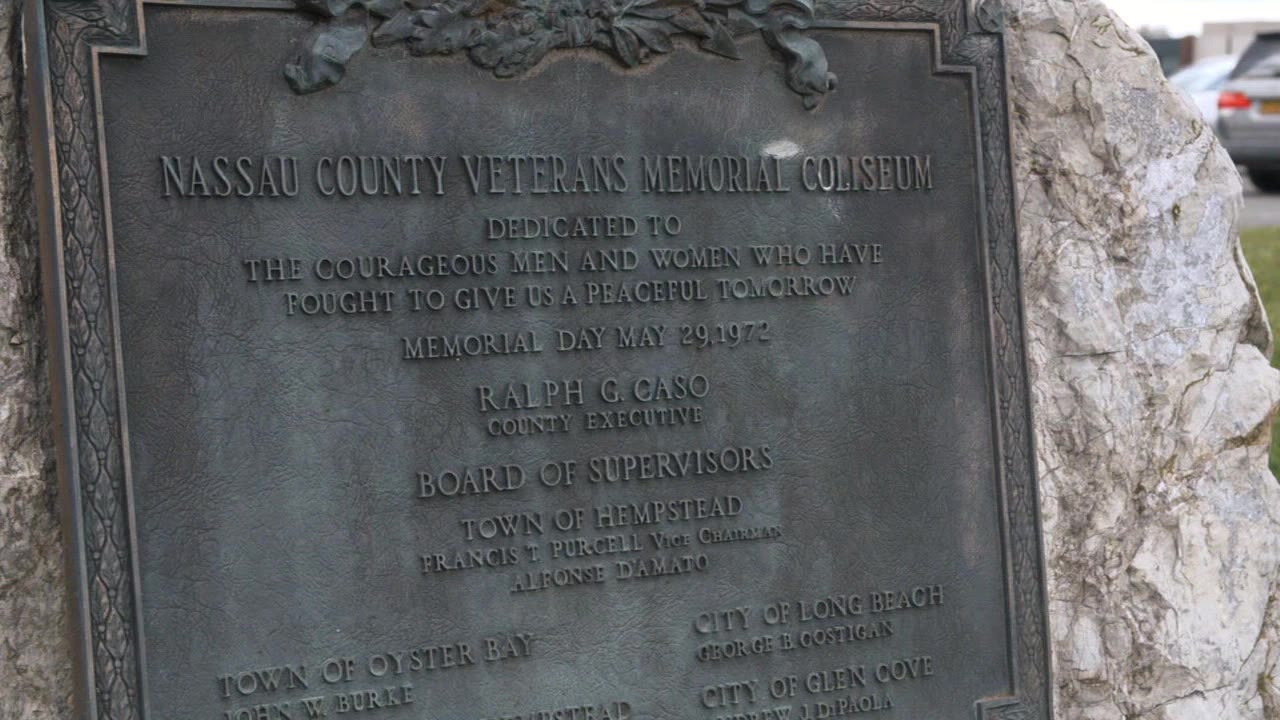 NASSAU COUNTY VETERANS MEMORIAL COLISEUM
DEDICATED TO
THE COURAGEOUS MEN AND WOMEN WHO HAVE
FOUGHT TO GIVE US A PEACEFUL TOMORROW
MEMORIAL DAY MAY 29,1972
RALPH G. CASO
COUNTY EXECUTIVE
BOARD OF SUPERVISORS
TOWN OF HEMPSTEAD
FRANCIS T. PURCELL VICE CHAIRMAN
ALFONSE D'AMATO
CITY OF LONG BEACH
GEORGE B. COSTIGAN
TOWN OF OYSTER BAY
JOHN W. BURKE
CITY OF GLEN COVE
ANDREW J. DIPAOLA
HEMPSTEAD